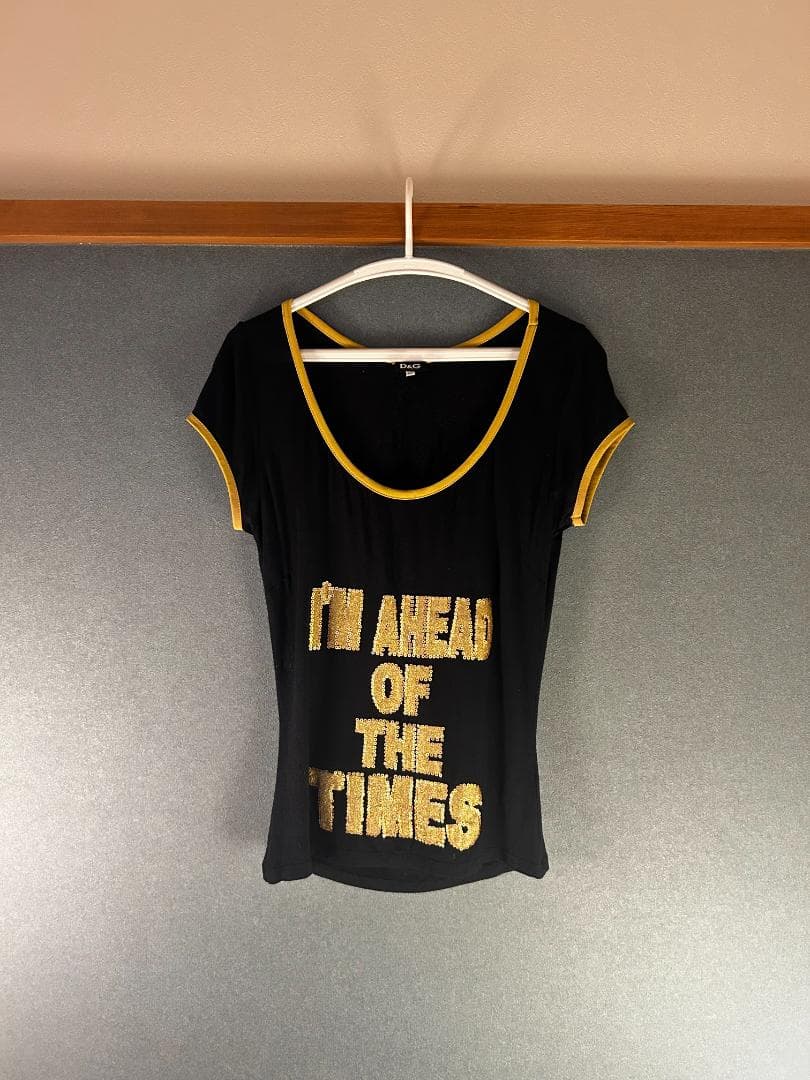 D&G
I'M AHEAD
OF
THE
TIMES